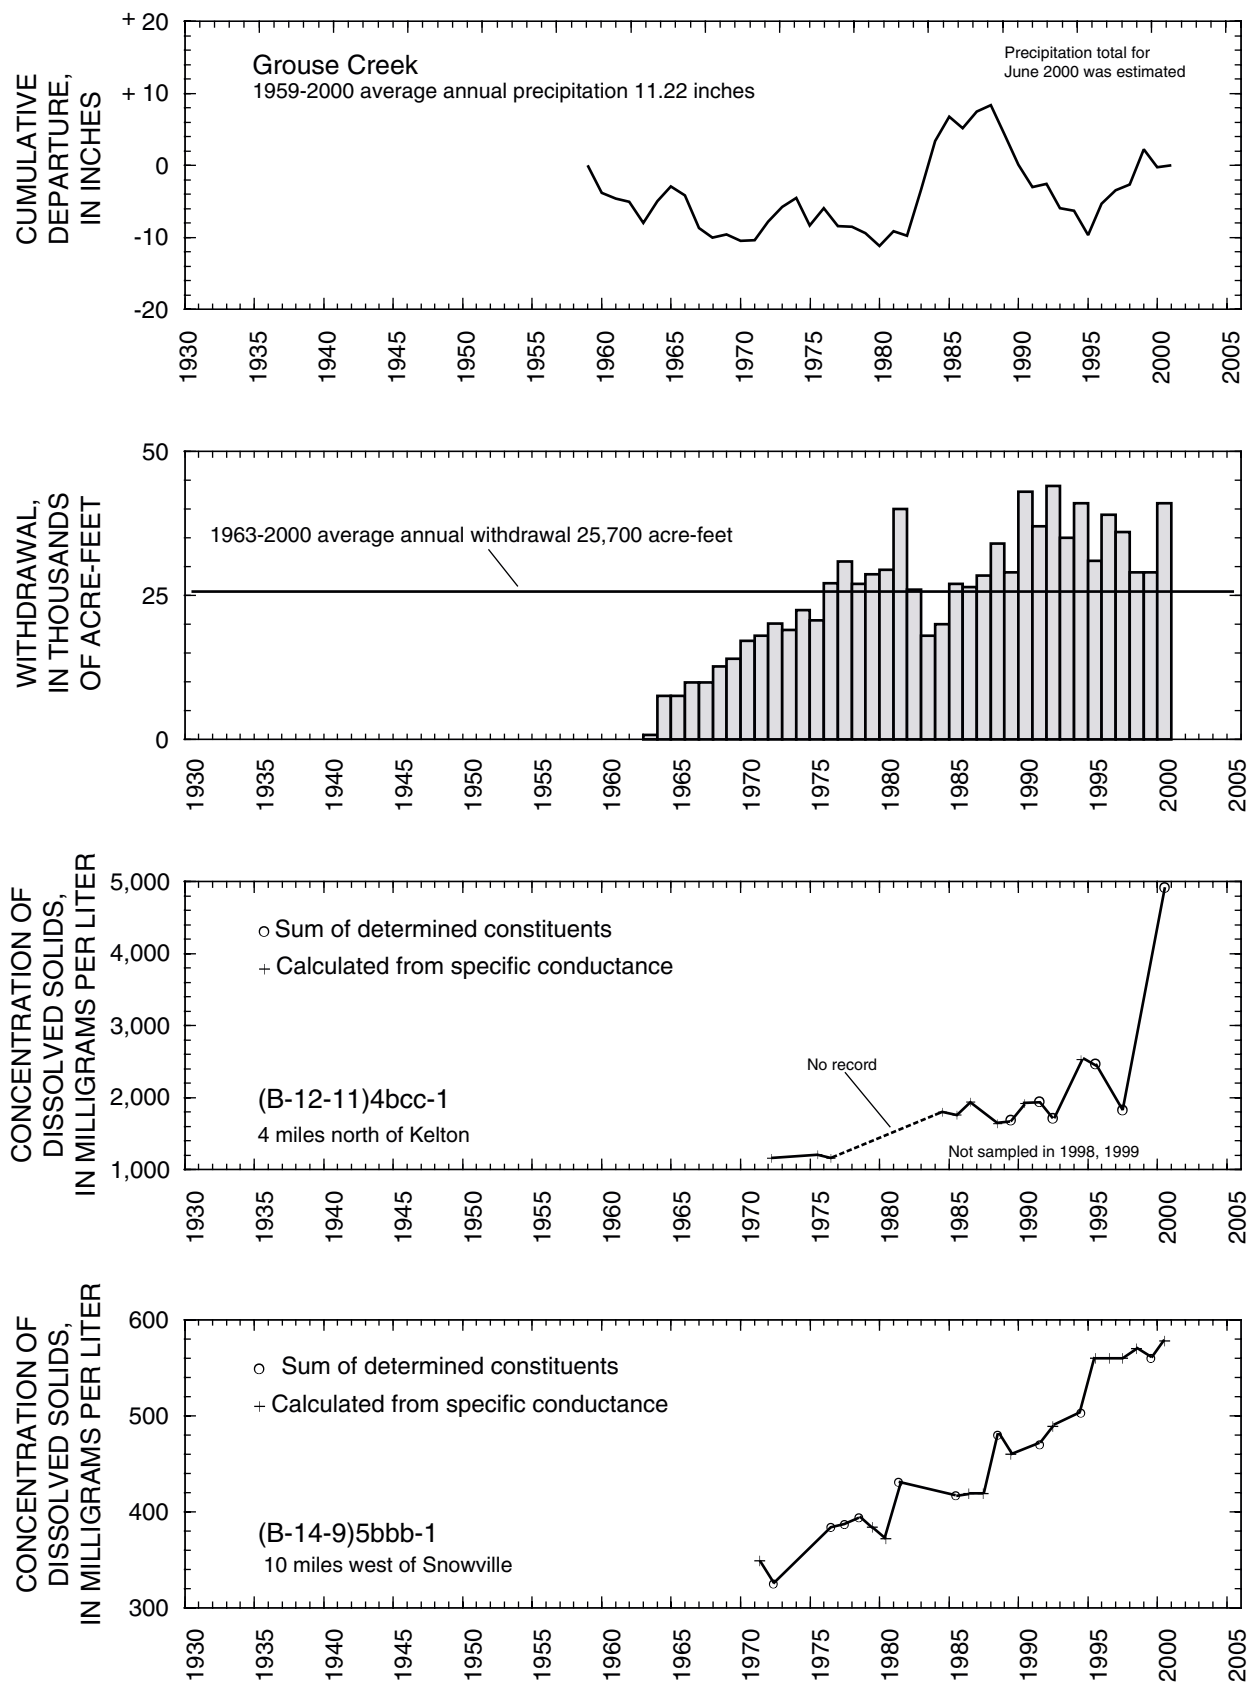 CUMULATIVE
DEPARTURE,
IN INCHES
+ 20
+ 10
0
-10
-20
Grouse Creek
1959-2000 average annual precipitation 11.22 inches
Precipitation total for
June 2000 was estimated
1930 1935 1940 1945 1950 1955 1960 1965 1970 1975 1980 1985 1990 1995 2000 2005
WITHDRAWAL,
IN THOUSANDS
OF ACRE-FEET
50
25
0
1963-2000 average annual withdrawal 25,700 acre-feet
1930 1935 1940 1945 1950 1955 1960 1965 1970 1975 1980 1985 1990 1995 2000 2005
CONCENTRATION OF
DISSOLVED SOLIDS,
IN MILLIGRAMS PER LITER
5,000
4,000
3,000
2,000
1,000
Sum of determined constituents
Calculated from specific conductance
No record
(B-12-11)4bcc-1
4 miles north of Kelton
Not sampled in 1998, 1999
1930 1935 1940 1945 1950 1955 1960 1965 1970 1975 1980 1985 1990 1995 2000 2005
CONCENTRATION OF
DISSOLVED SOLIDS,
IN MILLIGRAMS PER LITER
600
500
400
300
Sum of determined constituents
Calculated from specific conductance
(B-14-9)5bbb-1
10 miles west of Snowville
1930 1935 1940 1945 1950 1955 1960 1965 1970 1975 1980 1985 1990 1995 2000 2005